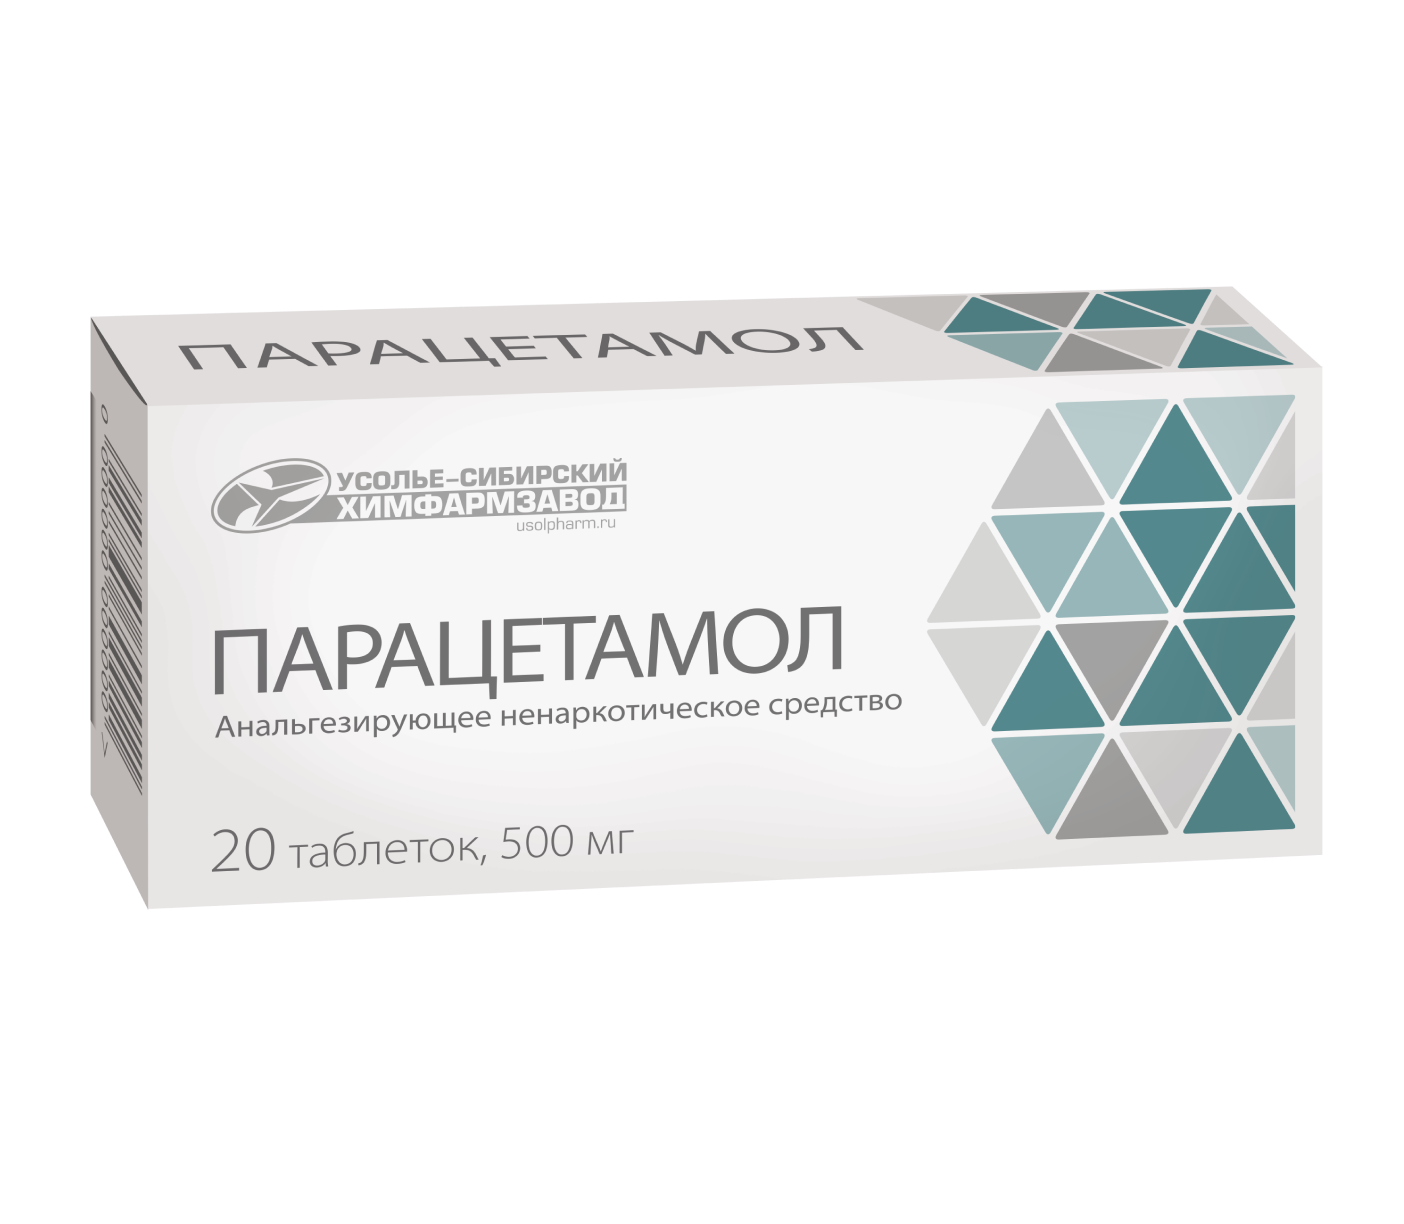 ПАРАЦЕТАМОЛ
УСОЛЬЕ-СИБИРСКИЙ
ХИМФАРМЗАВОД
usolpharm.ru
ПАРАЦЕТАМОЛ
Анальгезирующее ненаркотическое средство
20 таблеток, 500 мг